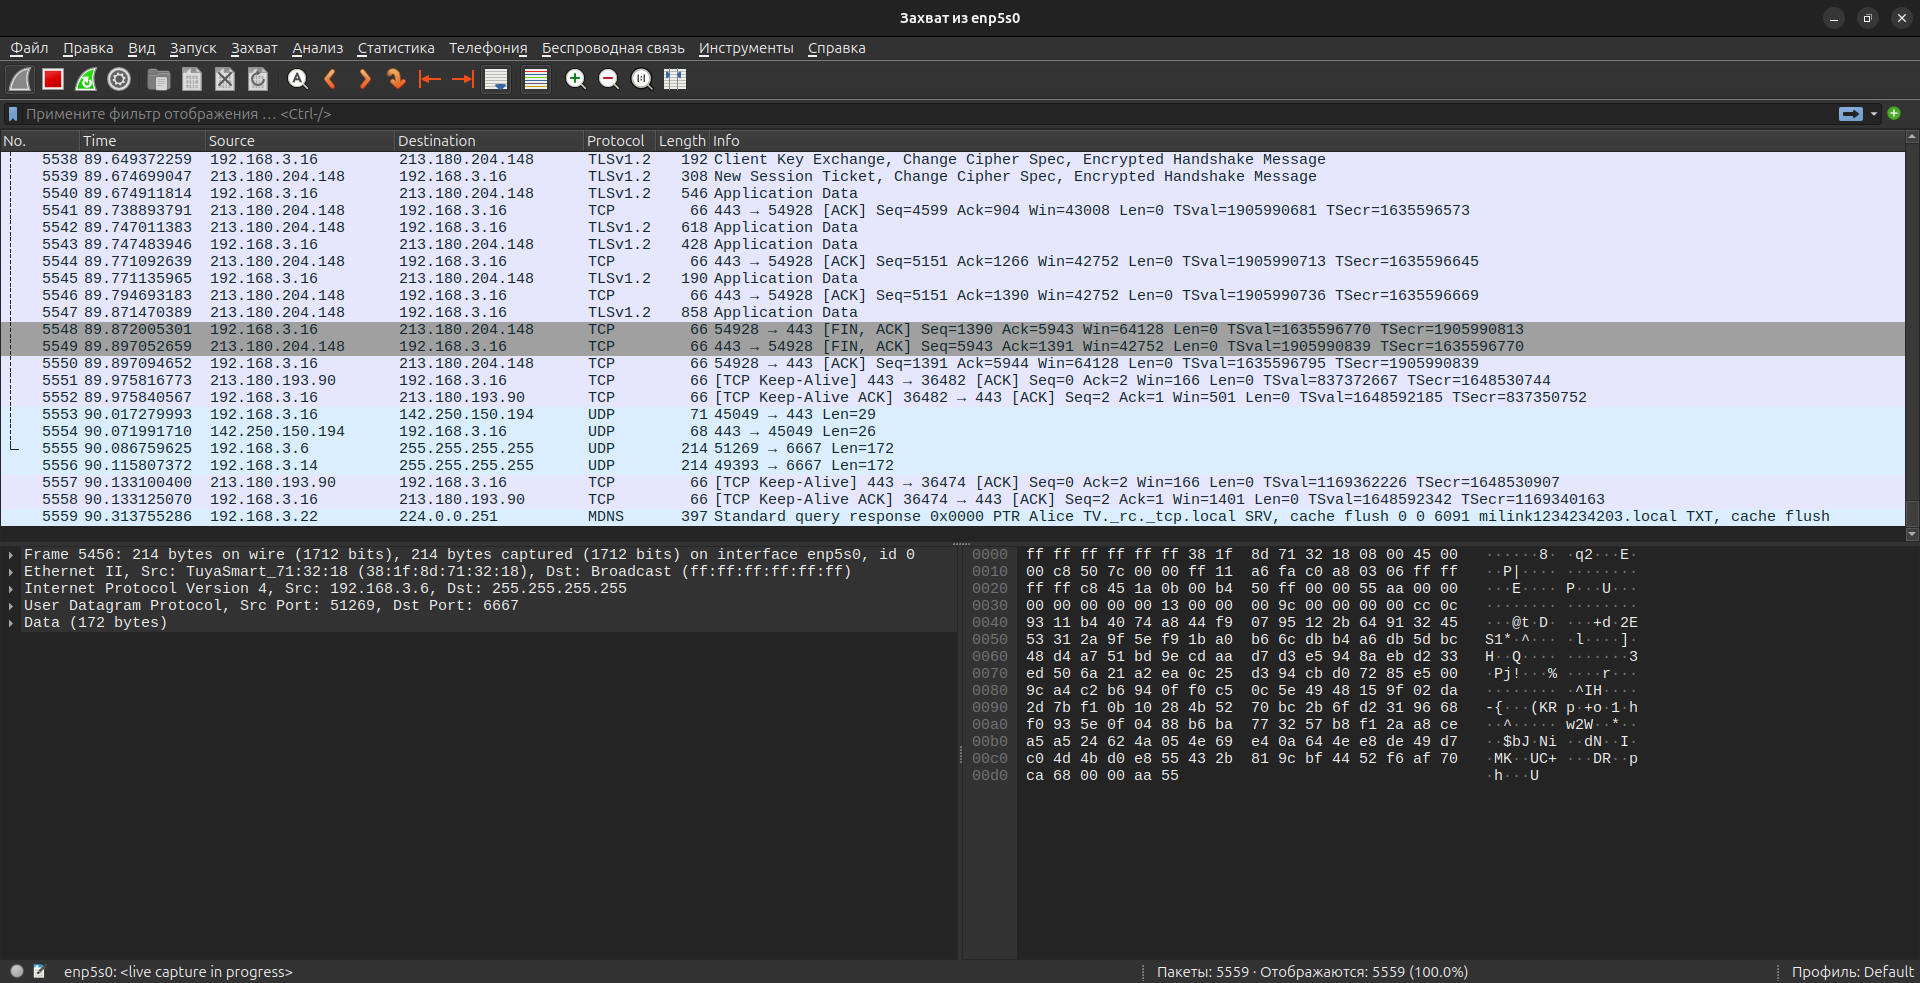 Захват из enp5s0
Файл Правка Вид Запуск Захват Анализ Статистика Телефония Беспроводная связь Инструменты Справка
Примените фильтр отображения … <Ctrl-/>
No. Time Source Destination Protocol Length Info
5538 89.649372259 192.168.3.16 213.180.204.148 TLSv1.2 192 Client Key Exchange, Change Cipher Spec, Encrypted Handshake Message
5539 89.674699047 213.180.204.148 192.168.3.16 TLSv1.2 308 New Session Ticket, Change Cipher Spec, Encrypted Handshake Message
5540 89.674911814 192.168.3.16 213.180.204.148 TLSv1.2 546 Application Data
5541 89.738893791 213.180.204.148 192.168.3.16 TCP 66 443 → 54928 [ACK] Seq=4599 Ack=904 Win=43008 Len=0 TSval=1905990681 TSecr=1635596573
5542 89.747011383 213.180.204.148 192.168.3.16 TLSv1.2 618 Application Data
5543 89.747483946 192.168.3.16 213.180.204.148 TLSv1.2 428 Application Data
5544 89.771092639 213.180.204.148 192.168.3.16 TCP 66 443 → 54928 [ACK] Seq=5151 Ack=1266 Win=42752 Len=0 TSval=1905990713 TSecr=1635596645
5545 89.771135965 192.168.3.16 213.180.204.148 TLSv1.2 190 Application Data
5546 89.794693183 213.180.204.148 192.168.3.16 TCP 66 443 → 54928 [ACK] Seq=5151 Ack=1390 Win=42752 Len=0 TSval=1905990736 TSecr=1635596669
5547 89.871470389 213.180.204.148 192.168.3.16 TLSv1.2 858 Application Data
5548 89.872005301 192.168.3.16 213.180.204.148 TCP 66 54928 → 443 [FIN, ACK] Seq=1390 Ack=5943 Win=64128 Len=0 TSval=1635596770 TSecr=1905990813
5549 89.897052659 213.180.204.148 192.168.3.16 TCP 66 443 → 54928 [FIN, ACK] Seq=5943 Ack=1391 Win=42752 Len=0 TSval=1905990839 TSecr=1635596770
5550 89.897094652 192.168.3.16 213.180.204.148 TCP 66 54928 → 443 [ACK] Seq=1391 Ack=5944 Win=64128 Len=0 TSval=1635596795 TSecr=1905990839
5551 89.975816773 213.180.193.90 192.168.3.16 TCP 66 [TCP Keep-Alive] 443 → 36482 [ACK] Seq=0 Ack=2 Win=166 Len=0 TSval=837372667 TSecr=1648530744
5552 89.975840567 192.168.3.16 213.180.193.90 TCP 66 [TCP Keep-Alive ACK] 36482 → 443 [ACK] Seq=2 Ack=1 Win=501 Len=0 TSval=1648592185 TSecr=837350752
5553 90.017279993 192.168.3.16 142.250.150.194 UDP 71 45049 → 443 Len=29
5554 90.071991710 142.250.150.194 192.168.3.16 UDP 68 443 → 45049 Len=26
5555 90.086759625 192.168.3.6 255.255.255.255 UDP 214 51269 → 6667 Len=172
5556 90.115807372 192.168.3.14 255.255.255.255 UDP 214 49393 → 6667 Len=172
5557 90.133100400 213.180.193.90 192.168.3.16 TCP 66 [TCP Keep-Alive] 443 → 36474 [ACK] Seq=0 Ack=2 Win=166 Len=0 TSval=1169362226 TSecr=1648530907
5558 90.133125070 192.168.3.16 213.180.193.90 TCP 66 [TCP Keep-Alive ACK] 36474 → 443 [ACK] Seq=2 Ack=1 Win=1401 Len=0 TSval=1648592342 TSecr=1169340163
5559 90.313755286 192.168.3.22 224.0.0.251 MDNS 397 Standard query response 0x0000 PTR Alice TV._rc._tcp.local SRV, cache flush 0 0 6091 milink1234234203.local TXT, cache flush
Frame 5456: 214 bytes on wire (1712 bits), 214 bytes captured (1712 bits) on interface enp5s0, id 0
Ethernet II, Src: TuyaSmart_71:32:18 (38:1f:8d:71:32:18), Dst: Broadcast (ff:ff:ff:ff:ff:ff)
Internet Protocol Version 4, Src: 192.168.3.6, Dst: 255.255.255.255
User Datagram Protocol, Src Port: 51269, Dst Port: 6667
Data (172 bytes)
0000 ff ff ff ff ff ff 38 1f 8d 71 32 18 08 00 45 00 ······8· ·q2···E·
0010 00 c8 50 7c 00 00 ff 11 a6 fa c0 a8 03 06 ff ff ··P|···· ········
0020 ff ff c8 45 1a 0b 00 b4 50 ff 00 00 55 aa 00 00 ···E···· P···U···
0030 00 00 00 00 00 13 00 00 00 9c 00 00 00 00 cc 0c ········ ········
0040 93 11 b4 40 74 a8 44 f9 07 95 12 2b 64 91 32 45 ···@t·D· ···+d·2E
0050 53 31 2a 9f 5e f9 1b a0 b6 6c db b4 a6 db 5d bc S1*·^··· ·l····]·
0060 48 d4 a7 51 bd 9e cd aa d7 d3 e5 94 8a eb d2 33 H··Q···· ·······3
0070 ed 50 6a 21 a2 ea 0c 25 d3 94 cb d0 72 85 e5 00 ·Pj!···% ····r···
0080 9c a4 c2 b6 94 0f f0 c5 0c 5e 49 48 15 9f 02 da ········ ·^IH····
0090 2d 7b f1 0b 10 28 4b 52 70 bc 2b 6f d2 31 96 68 -{···(KR p·+o·1·h
00a0 f0 93 5e 0f 04 88 b6 ba 77 32 57 b8 f1 2a a8 ce ··^····· w2W··*··
00b0 a5 a5 24 62 4a 05 4e 69 e4 0a 64 4e e8 de 49 d7 ··$bJ·Ni ··dN··I·
00c0 c0 4d 4b d0 e8 55 43 2b 81 9c bf 44 52 f6 af 70 ·MK··UC+ ···DR··p
00d0 ca 68 00 00 aa 55 ·h···U
enp5s0: <live capture in progress>
Пакеты: 5559 · Отображаются: 5559 (100.0%)
Профиль: Default